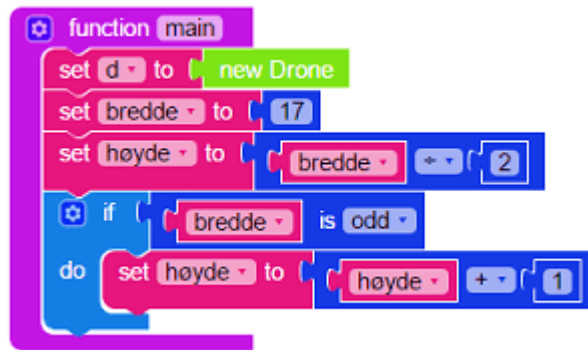 function main
set d to new Drone
set bredde to 17
set høyde to bredde ÷ 2
if bredde is odd
do set høyde to høyde + 1